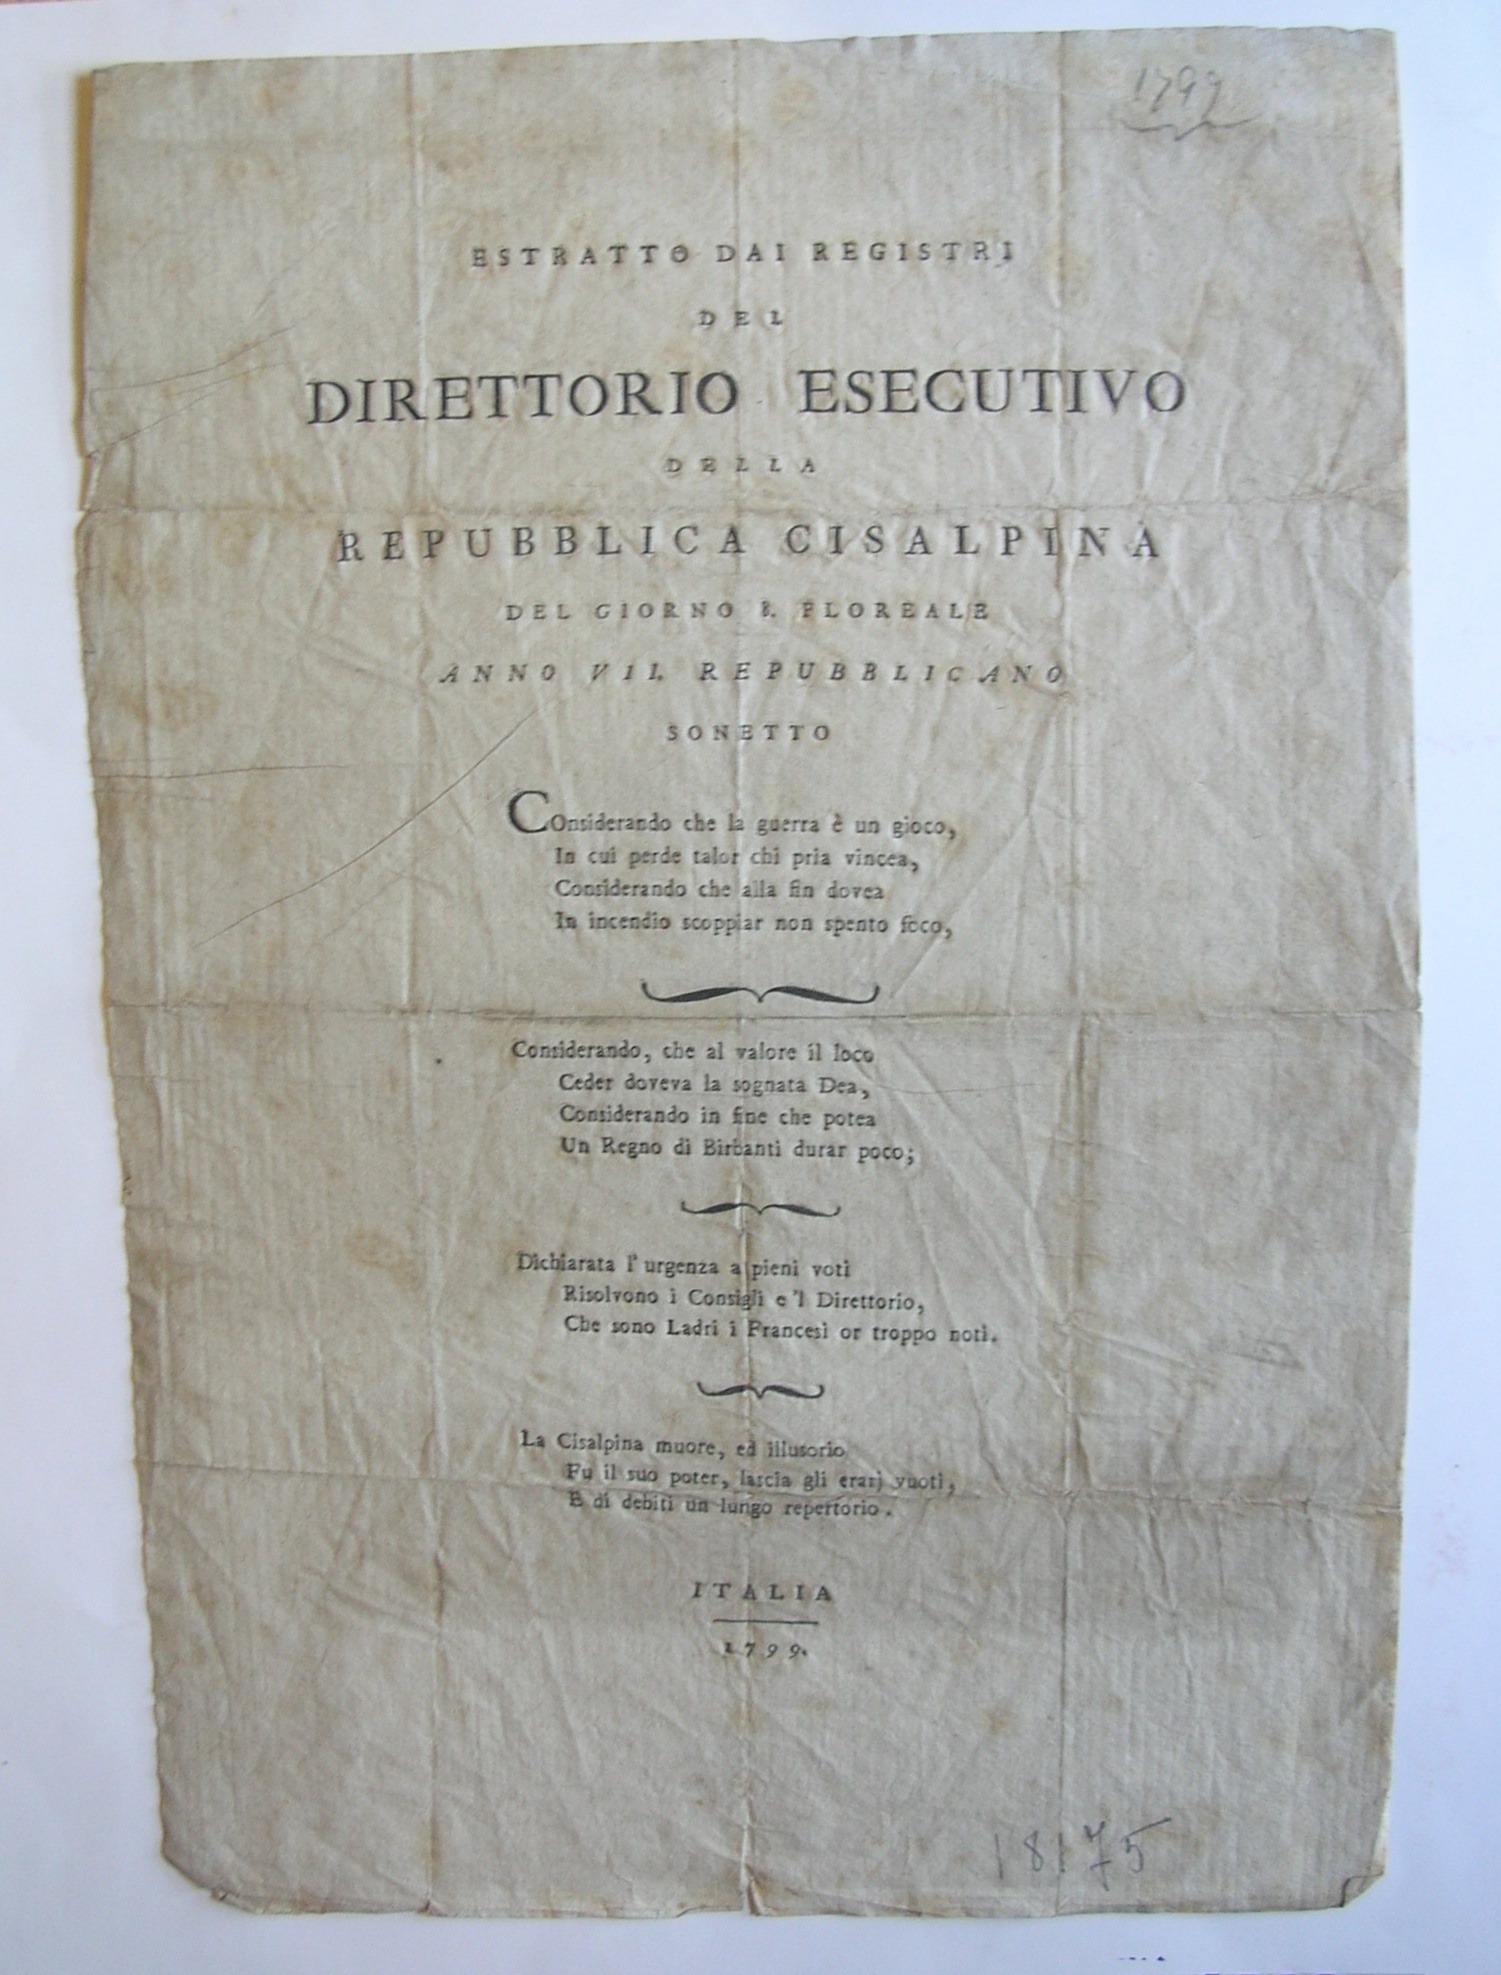 1799
ESTRATTO DAI REGISTRI
DEL
DIRETTORIO ESECUTIVO
DELLA
REPUBBLICA CISALPINA
DEL GIORNO 8. FLOREALE
ANNO VII. REPUBBLICANO
SONETTO
Considerando che la guerra è un gioco,
In cui perde talor chi pria vincea,
Considerando che alla fin dovea
In incendio scoppiar non spento foco,
Considerando, che al valore il loco
Ceder doveva la sognata Dea,
Considerando in fine che potea
Un Regno di Birbanti durar poco;
Dichiarata l'urgenza a pieni voti
Risolvono i Consigli e 'l Direttorio,
Che sono Ladri i Francesi or troppo noti.
La Cisalpina muore, ed illusorio
Fu il suo poter, lascia gli erarj vuoti,
E di debiti un lungo repertorio.
ITALIA
1799.
18175